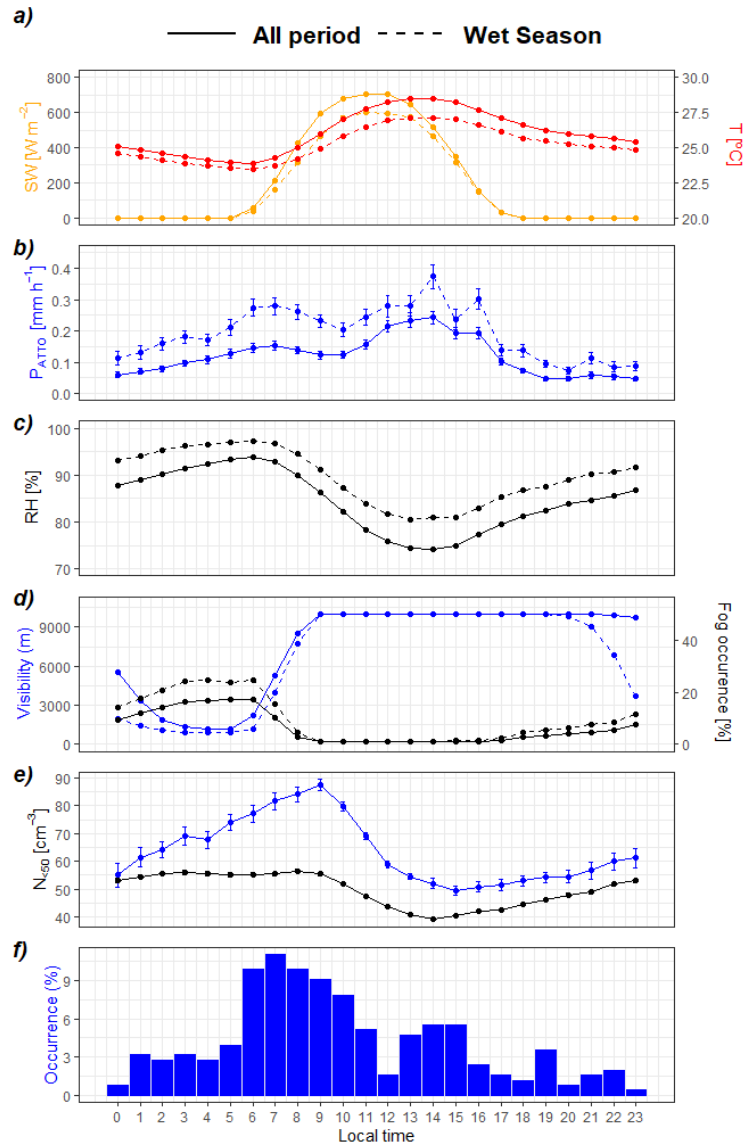 a)
All period
Wet Season
800
600
400
200
0
SW [W m⁻²]
30.0
27.5
25.0
22.5
20.0
T [ºC]
b)
0.4
0.3
0.2
0.1
0.0
P_ATTO [mm h⁻¹]
c)
100
90
80
70
RH [%]
d)
9000
6000
3000
0
Visibility (m)
40
20
0
Fog occurence [%]
e)
90
80
70
60
50
40
N<50 [cm⁻³]
f)
9
6
3
0
Occurrence (%)
0 1 2 3 4 5 6 7 8 9 10 11 12 13 14 15 16 17 18 19 20 21 22 23
Local time